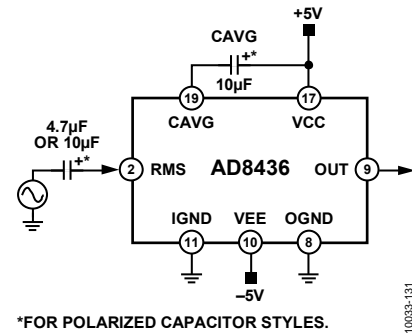 +5V
CAVG
+*
10µF
19
17
CAVG
VCC
4.7µF
OR 10µF
+*
2
RMS
AD8436
OUT
9
IGND
VEE
OGND
11
10
8
–5V
*FOR POLARIZED CAPACITOR STYLES.
10033-131